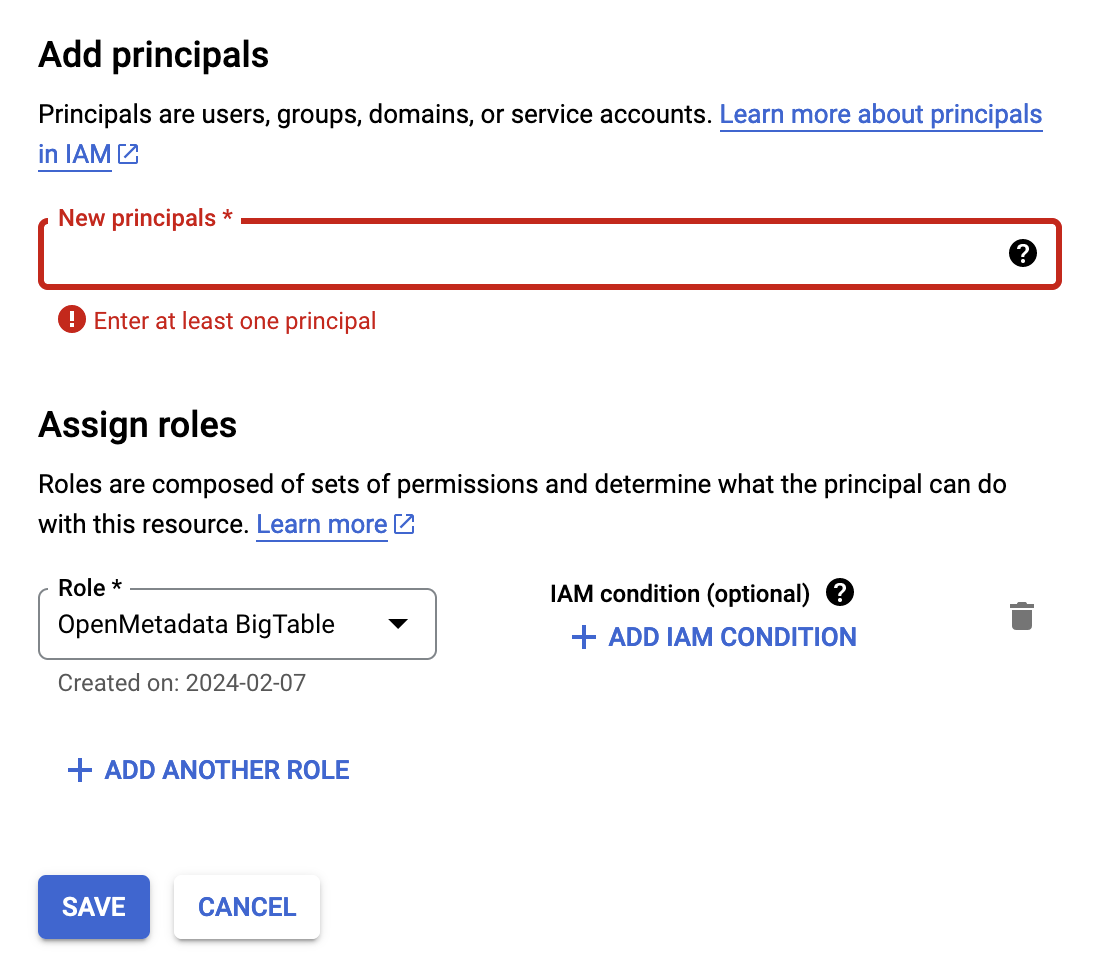 Add principals
Principals are users, groups, domains, or service accounts. Learn more about principals
in IAM
New principals *
Enter at least one principal
Assign roles
Roles are composed of sets of permissions and determine what the principal can do
with this resource. Learn more
Role *
OpenMetadata BigTable
Created on: 2024-02-07
IAM condition (optional)
+ ADD IAM CONDITION
+ ADD ANOTHER ROLE
SAVE
CANCEL